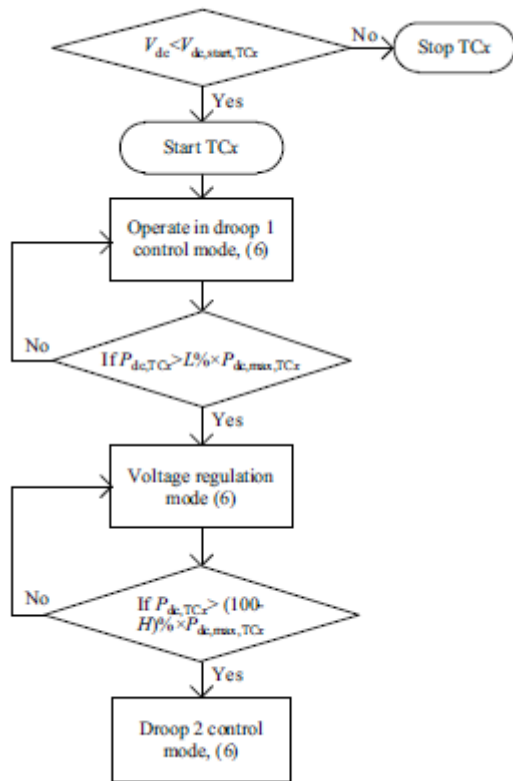 V_dc<V_dc,start,TCx
No
Stop TCx
Yes
Start TCx
Operate in droop 1
control mode, (6)
No
If P_dc,TCx>L%×P_dc,max,TCx
Yes
Voltage regulation
mode (6)
No
If P_dc,TCx> (100-
H)%×P_dc,max,TCx
Yes
Droop 2 control
mode, (6)